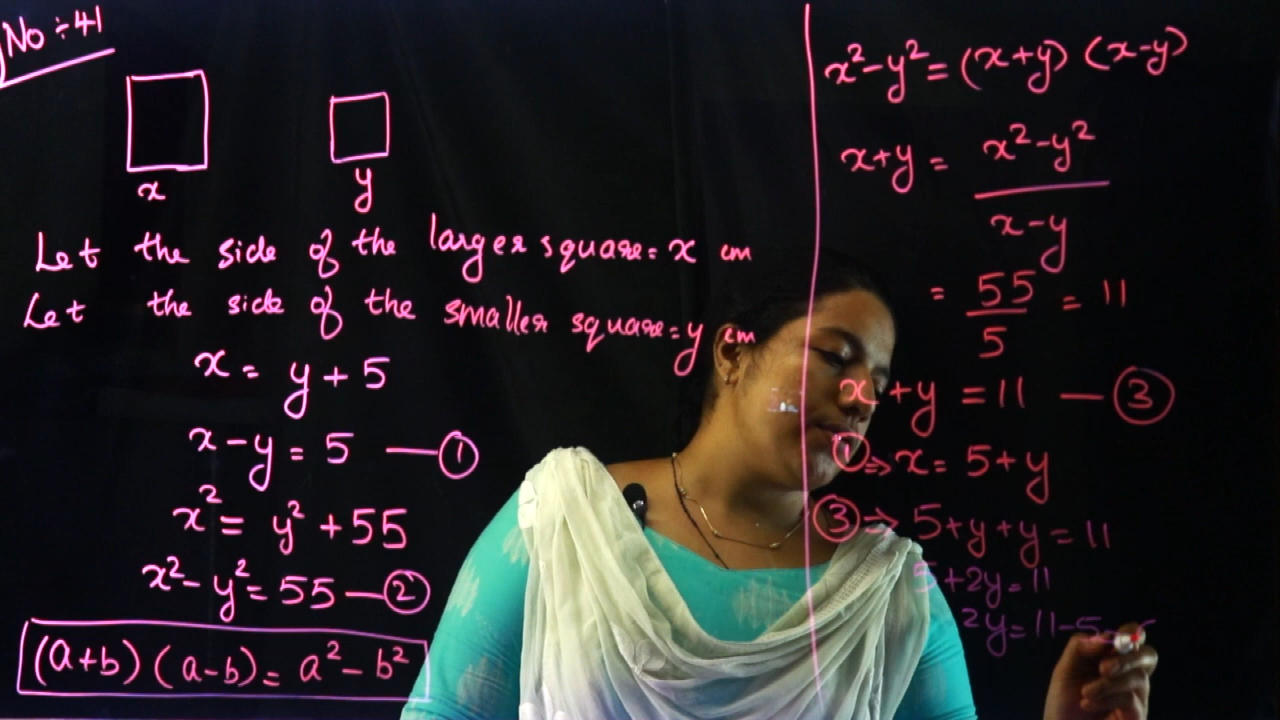 No ÷ 41
x
y
Let the side of the larger square = x cm
Let the side of the smaller square = y cm
x = y + 5
x - y = 5 — ①
x² = y² + 55
x² - y² = 55 — ②
(a+b) (a-b) = a² - b²
x² - y² = (x+y) (x-y)
x+y = x² - y² / x - y
= 55 / 5 = 11
x + y = 11 — ③
① ⇒ x = 5 + y
③ ⇒ 5 + y + y = 11
5 + 2y = 11
2y = 11 - 5